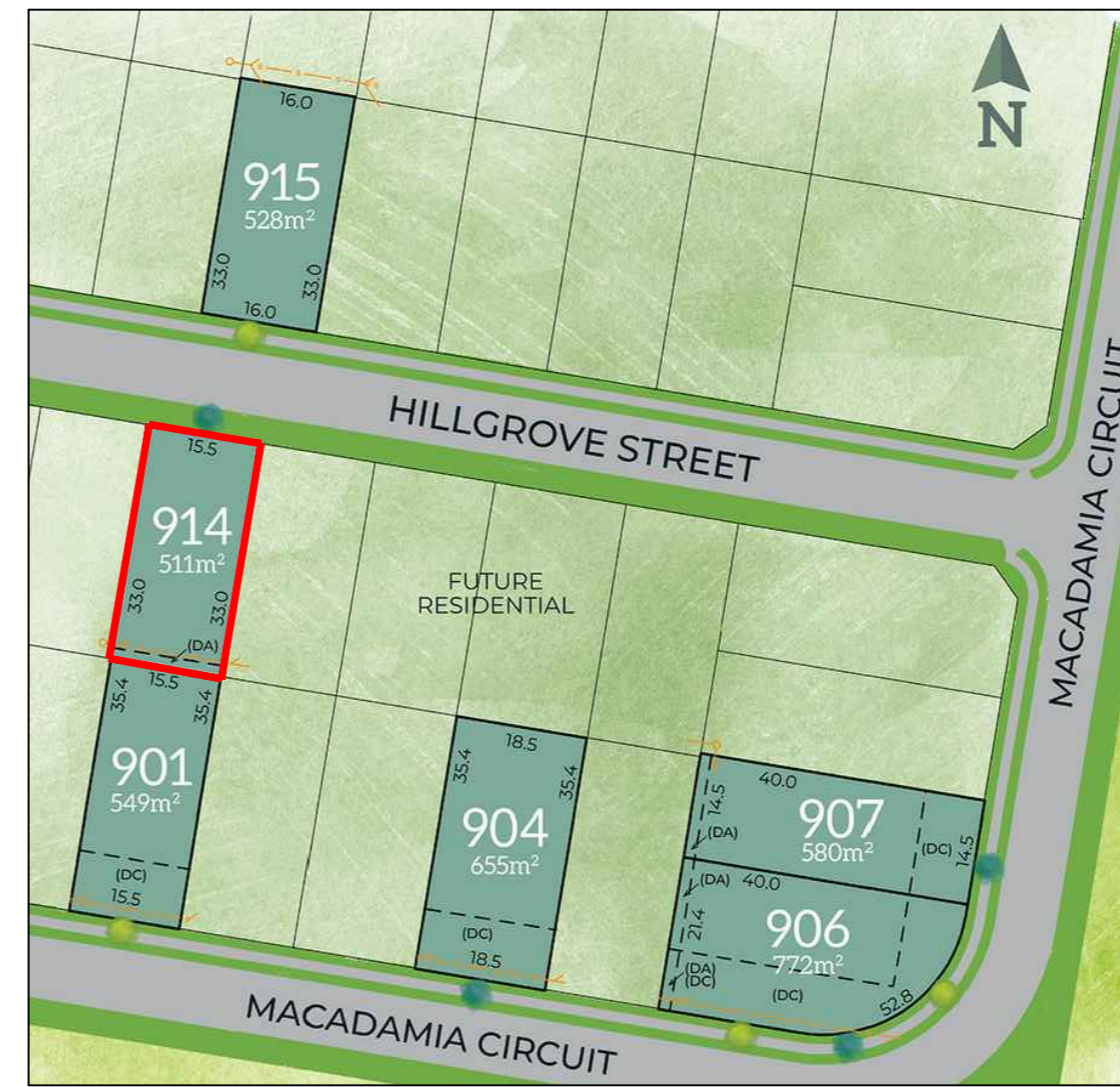 N
16.0
915
528m²
33.0
33.0
16.0
HILLGROVE STREET
MACADAMIA CIRCUIT
15.5
914
511m²
33.0
33.0
(DA)
FUTURE
RESIDENTIAL
15.5
35.4
35.4
901
549m²
(DC)
15.5
18.5
35.4
35.4
904
655m²
(DC)
18.5
40.0
14.5
907
580m²
(DA)
(DC)
14.5
(DA)
40.0
21.4
906
772m²
(DA)
(DC)
(DC)
52.8
MACADAMIA CIRCUIT